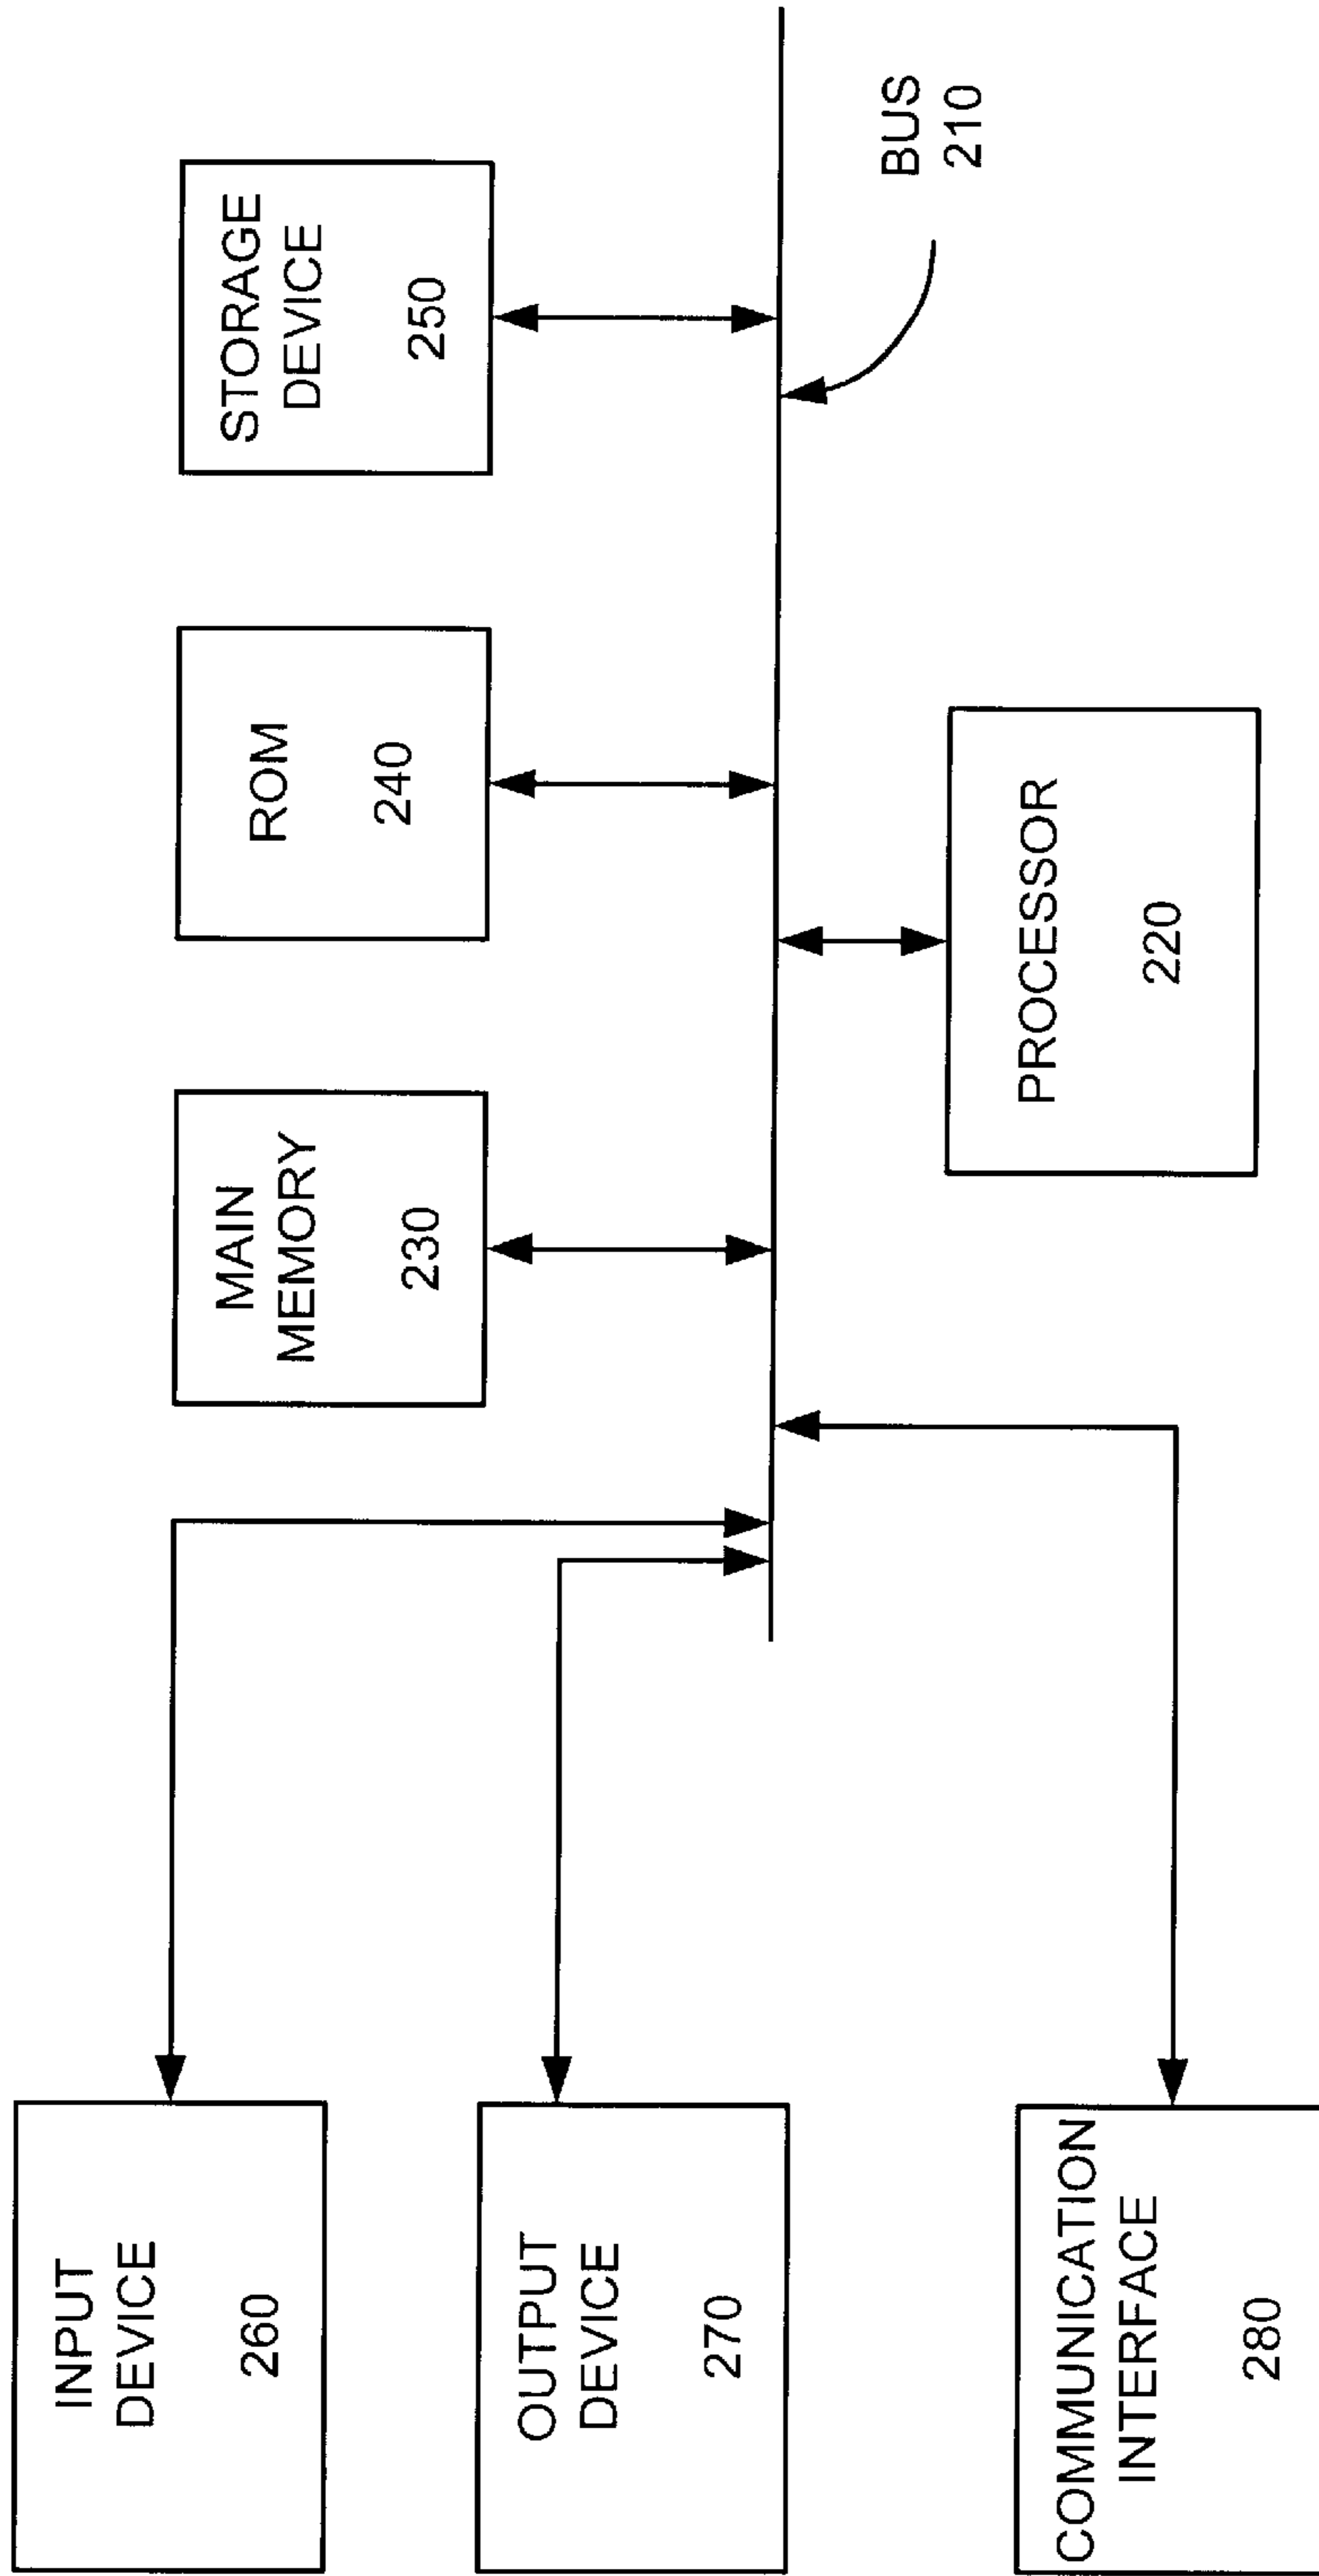 INPUT
DEVICE
260
MAIN
MEMORY
230
ROM
240
STORAGE
DEVICE
250
OUTPUT
DEVICE
270
BUS
210
COMMUNICATION
INTERFACE
280
PROCESSOR
220